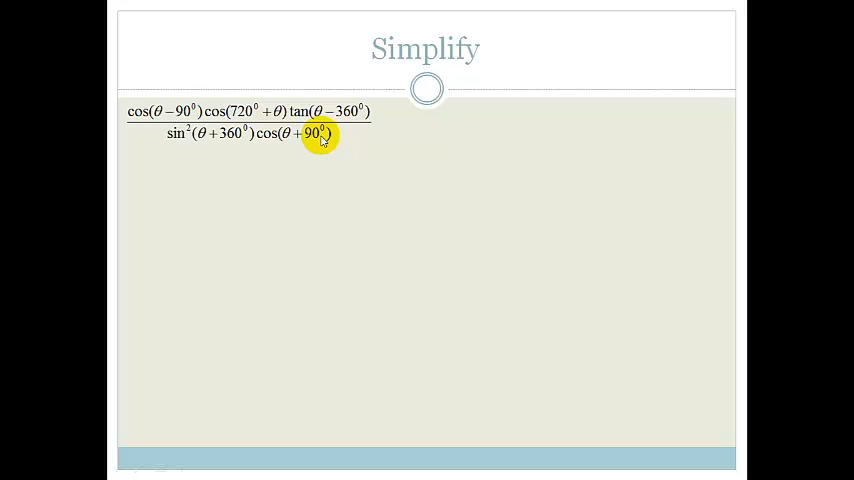 Simplify
cos(θ − 90⁰) cos(720⁰ + θ) tan(θ − 360⁰)
sin²(θ + 360⁰) cos(θ + 90⁰)